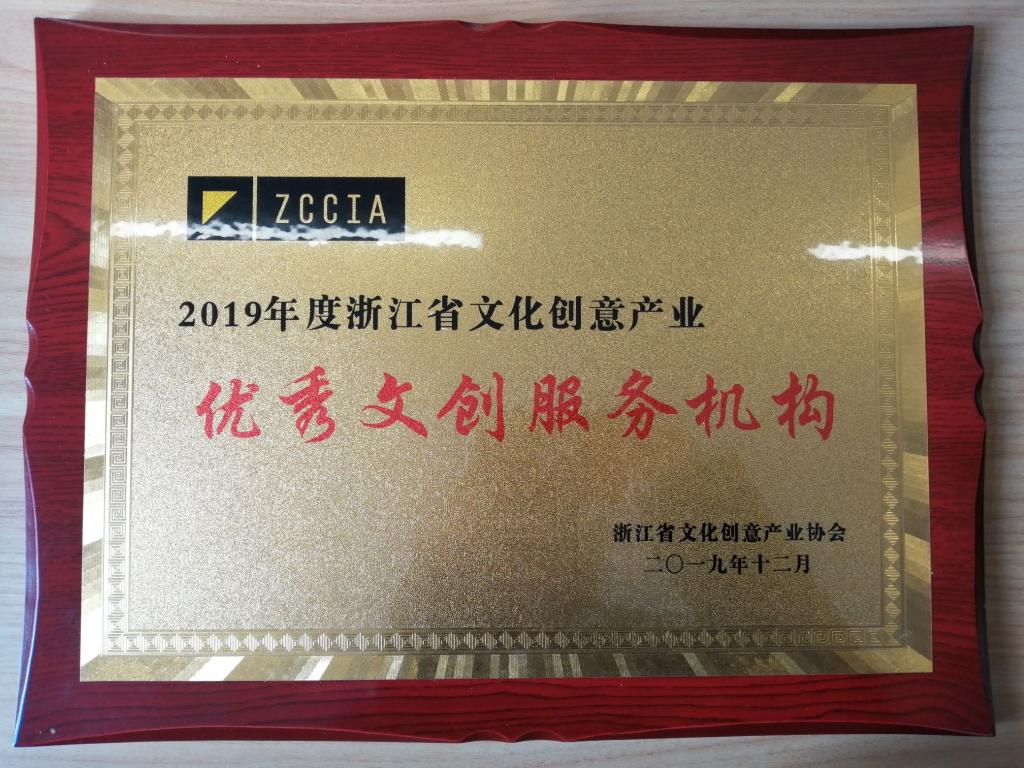 ZCCIA
2019年度浙江省文化创意产业
优秀文创服务机构
浙江省文化创意产业协会
二〇一九年十二月